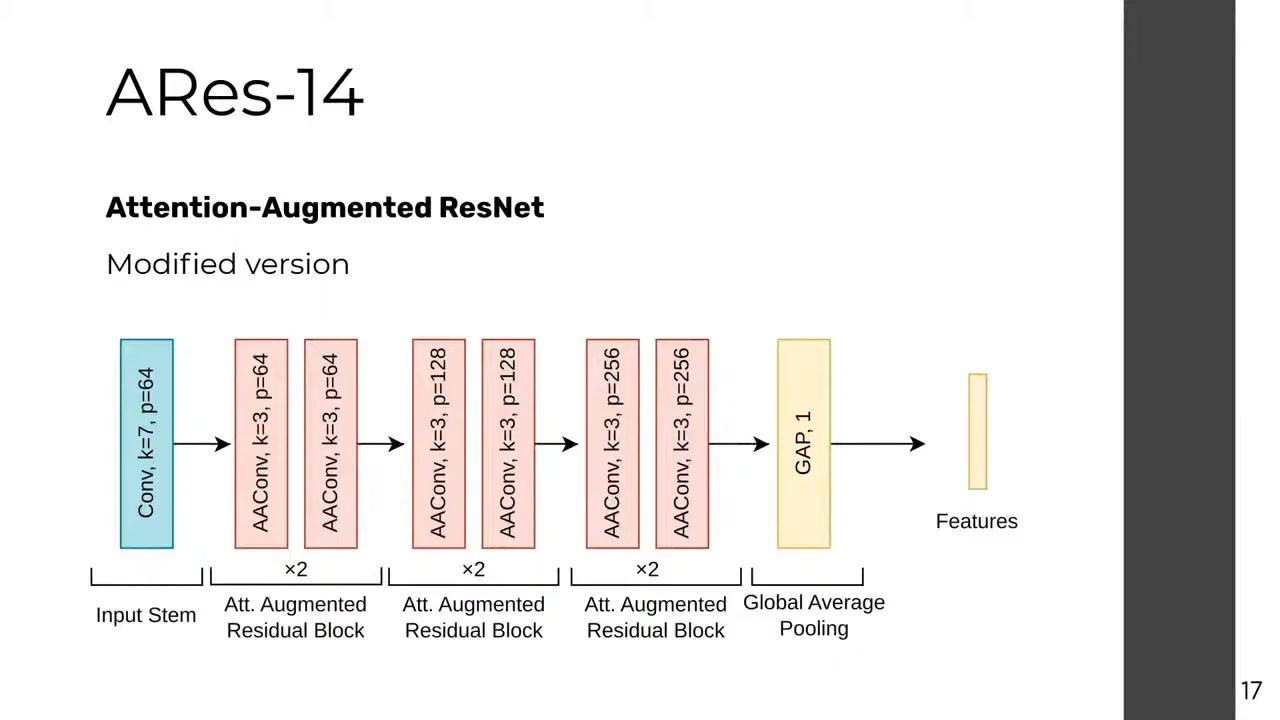 ARes-14
Attention-Augmented ResNet
Modified version
Conv, k=7, p=64
AAConv, k=3, p=64
AAConv, k=3, p=64
AAConv, k=3, p=128
AAConv, k=3, p=128
AAConv, k=3, p=256
AAConv, k=3, p=256
GAP, 1
Features
×2
×2
×2
Input Stem
Att. Augmented
Residual Block
Att. Augmented
Residual Block
Att. Augmented
Residual Block
Global Average
Pooling
17